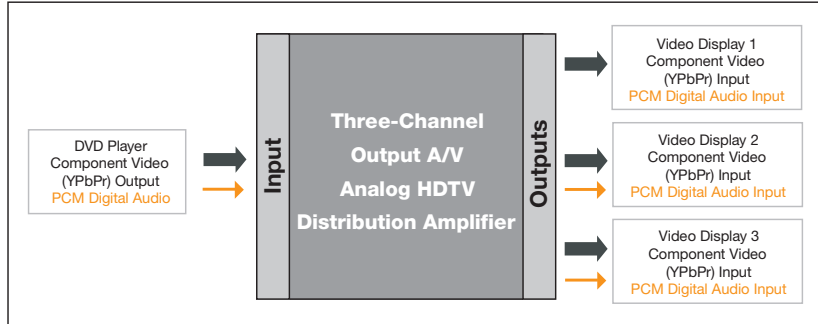 DVD Player
Component Video
(YPbPr) Output
PCM Digital Audio
Input
Three-Channel
Output A/V
Analog HDTV
Distribution Amplifier
Outputs
Video Display 1
Component Video
(YPbPr) Input
PCM Digital Audio Input
Video Display 2
Component Video
(YPbPr) Input
PCM Digital Audio Input
Video Display 3
Component Video
(YPbPr) Input
PCM Digital Audio Input